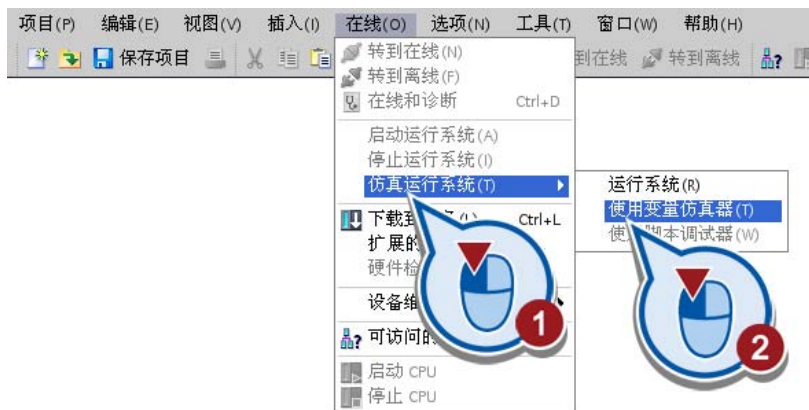 项目(P) 编辑(E) 视图(V) 插入(I) 在线(O) 选项(N) 工具(T) 窗口(W) 帮助(H)
保存项目 到在线 转到离线
转到在线(N)
转到离线(F)
在线和诊断 Ctrl+D
启动运行系统(A)
停止运行系统(I)
仿真运行系统(T) 运行系统(R)
下载到 Ctrl+L 使用变量仿真器(T)
扩展的 本调试器(W)
硬件检
设备维
1
2
可访问的
启动 CPU
停止 CPU